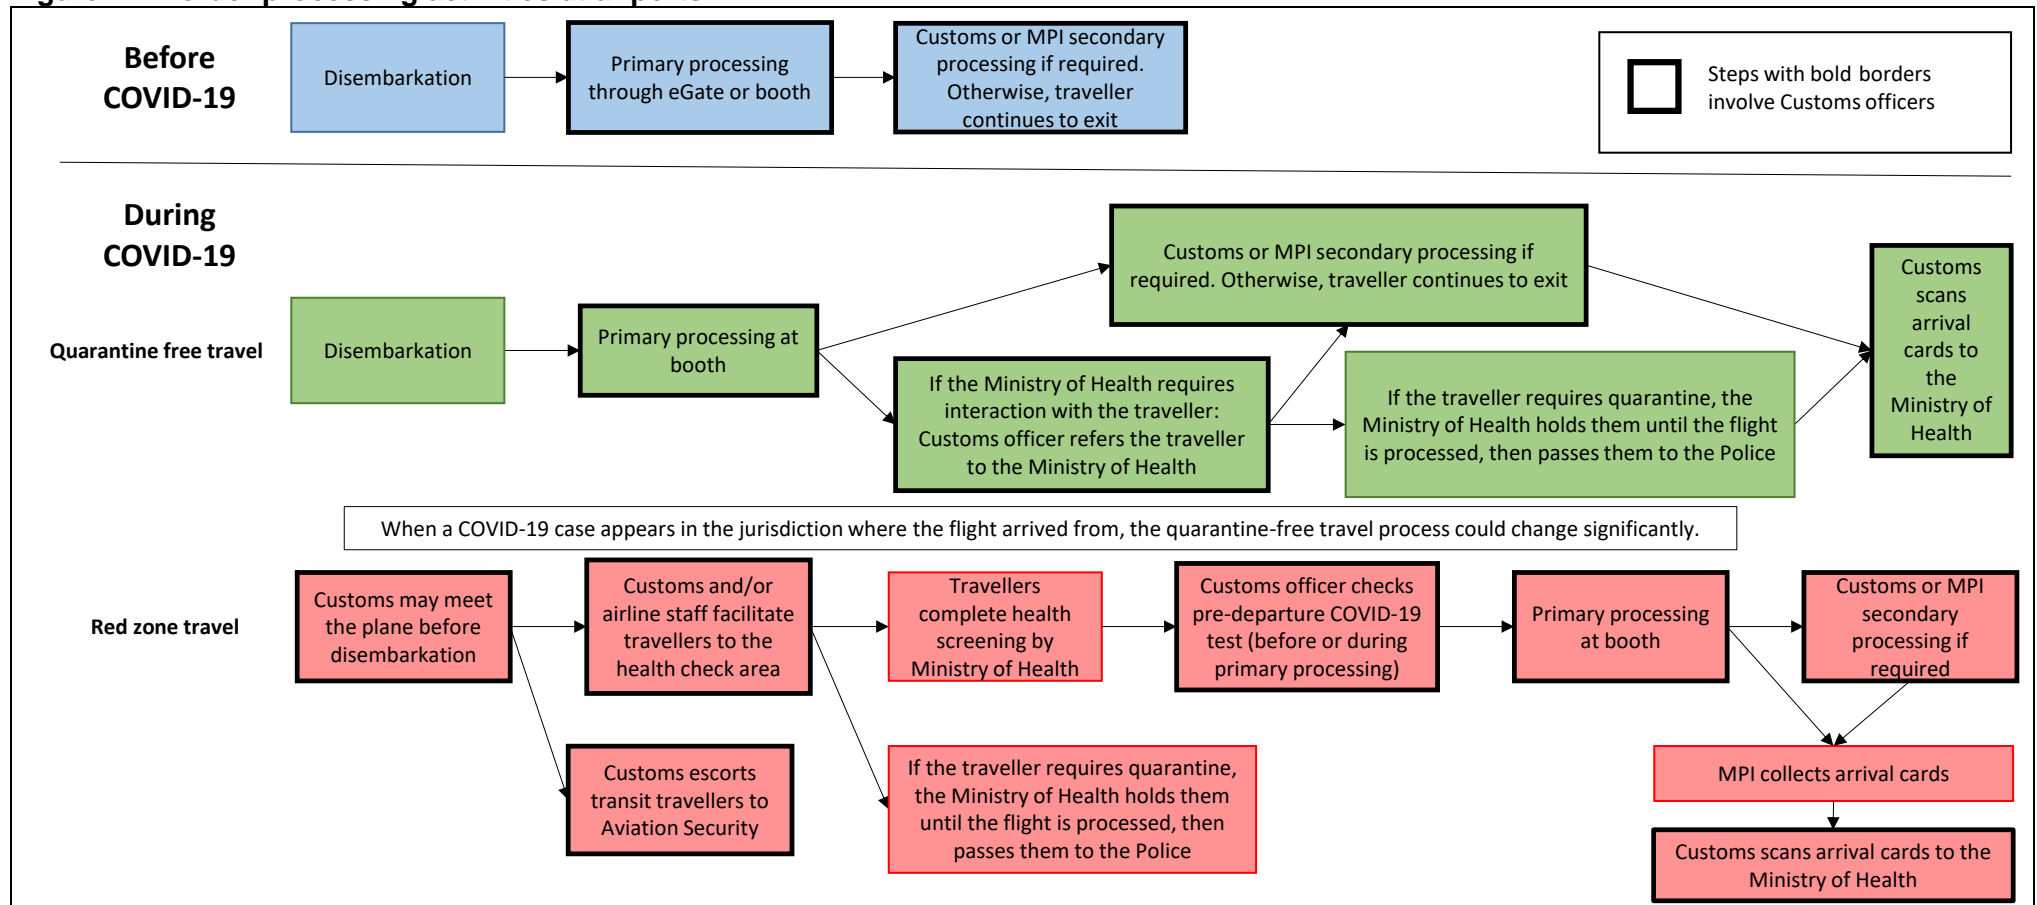 Before
COVID-19
Disembarkation
Primary processing
through eGate or booth
Customs or MPI secondary
processing if required.
Otherwise, traveller
continues to exit
Steps with bold borders
involve Customs officers
During
COVID-19
Quarantine free travel
Disembarkation
Primary processing at
booth
Customs or MPI secondary processing if
required. Otherwise, traveller continues to exit
If the Ministry of Health requires
interaction with the traveller:
Customs officer refers the traveller
to the Ministry of Health
If the traveller requires quarantine, the
Ministry of Health holds them until the flight
is processed, then passes them to the Police
Customs
scans
arrival
cards to
the
Ministry of
Health
When a COVID-19 case appears in the jurisdiction where the flight arrived from, the quarantine-free travel process could change significantly.
Red zone travel
Customs may meet
the plane before
disembarkation
Customs and/or
airline staff facilitate
travellers to the
health check area
Travellers
complete health
screening by
Ministry of Health
Customs officer checks
pre-departure COVID-19
test (before or during
primary processing)
Primary processing
at booth
Customs or MPI
secondary
processing if
required
Customs escorts
transit travellers to
Aviation Security
If the traveller requires quarantine,
the Ministry of Health holds them
until the flight is processed, then
passes them to the Police
MPI collects arrival cards
Customs scans arrival cards to the
Ministry of Health